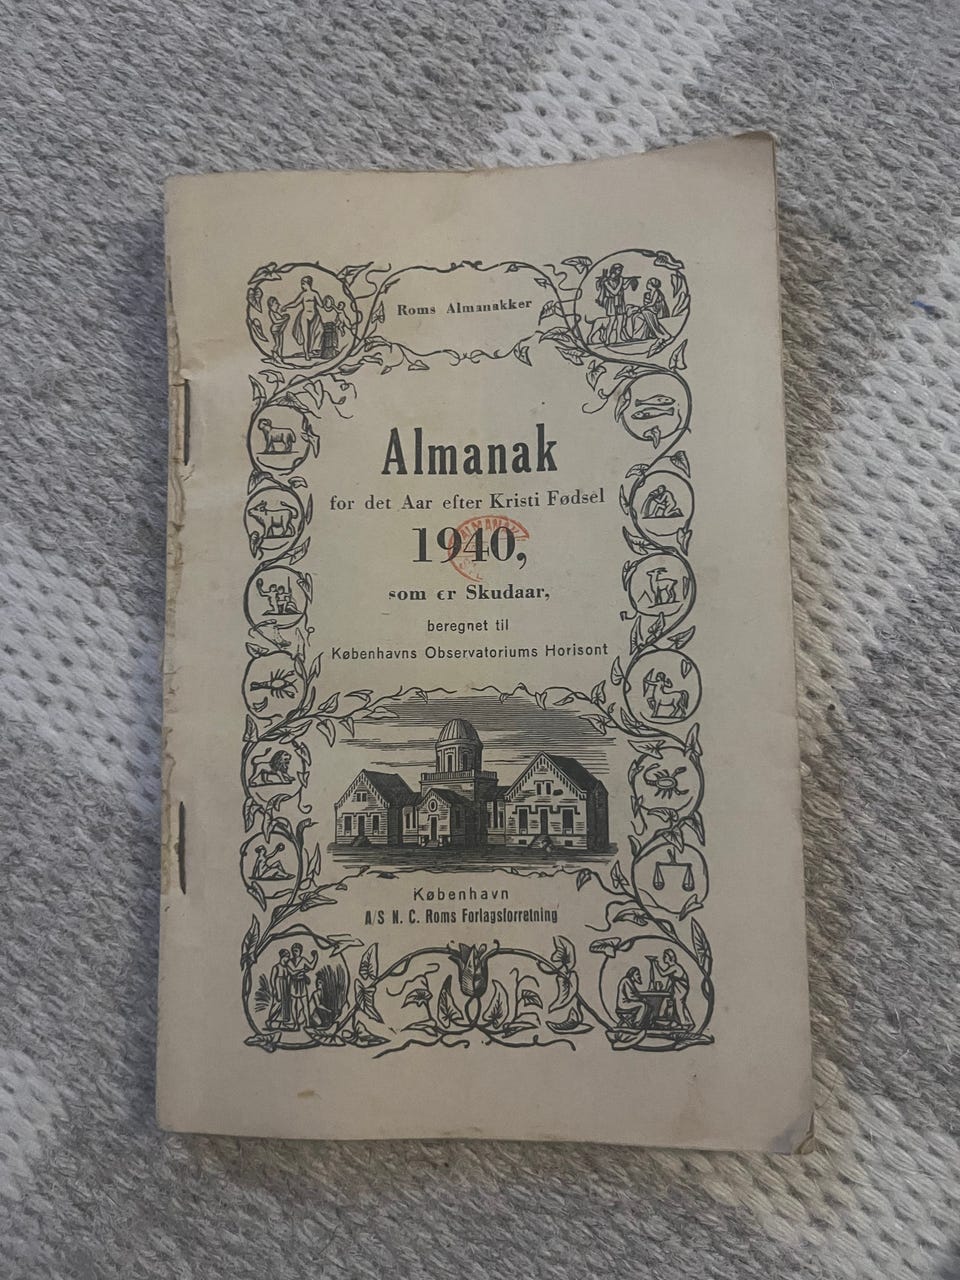 Roms Almanakker
Almanak
for det Aar efter Kristi Fødsel
1940,
som er Skudaar,
beregnet til
Københavns Observatoriums Horisont
København
A/S N. C. Roms Forlagsforretning